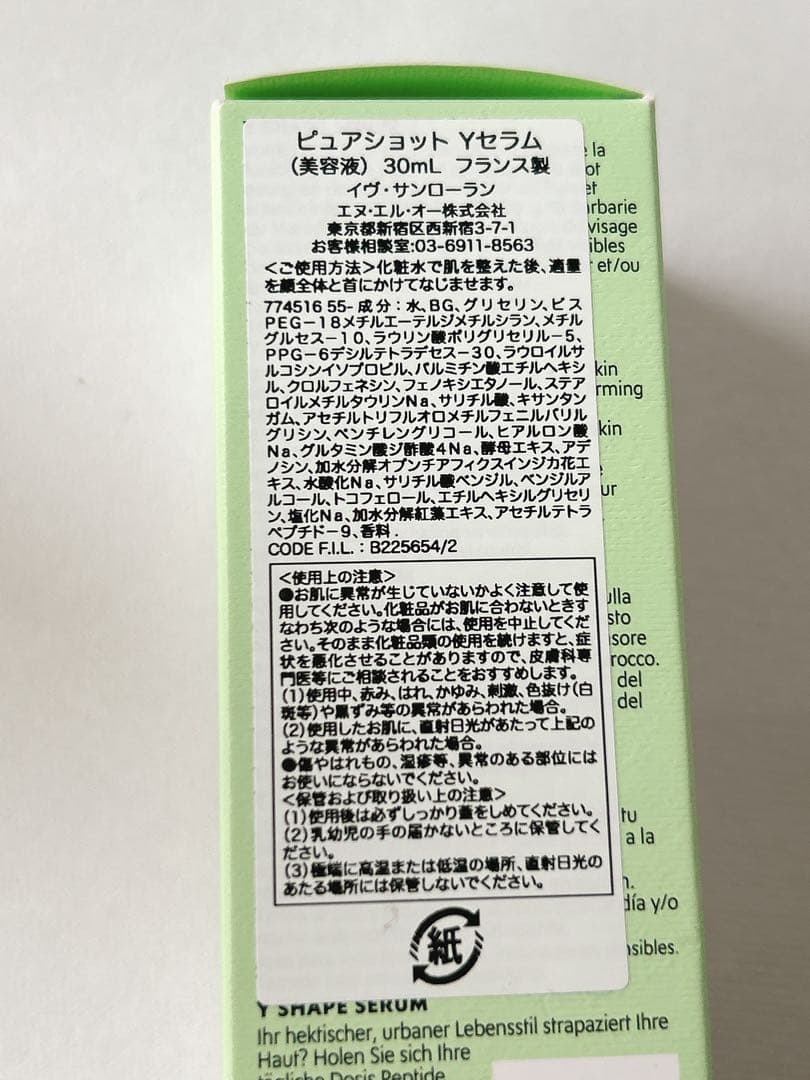 ピュアショット Yセラム
（美容液） 30mL フランス製
イヴ・サンローラン
エヌ・エル・オー株式会社
東京都新宿区西新宿3-7-1
お客様相談室:03-6911-8563
＜ご使用方法＞化粧水で肌を整えた後、適量
を顔全体と首にかけてなじませます。
774516 55- 成分：水、BG、グリセリン、ビス
PEG－18メチルエーテルジメチルシラン、メチル
グルセス－10、ラウリン酸ポリグリセリル－5、
PPG－6デシルテトラデセス－30、ラウロイルサ
ルコシンイソプロピル、パルミチン酸エチルヘキシ
ル、クロルフェネシン、フェノキシエタノール、ステア
ロイルメチルタウリンNa、サリチル酸、キサンタン
ガム、アセチルトリフルオロメチルフェニルバリル
グリシン、ペンチレングリコール、ヒアルロン酸
Na、グルタミン酸ジ酢酸4Na、酵母エキス、アデ
ノシン、加水分解オプンチアフィクスインジカ花エ
キス、水酸化Na、サリチル酸ベンジル、ベンジルア
ルコール、トコフェロール、エチルヘキシルグリセリ
ン、塩化Na、加水分解紅藻エキス、アセチルテトラ
ペプチド－9、香料 .
CODE F.I.L. : B225654/2
＜使用上の注意＞
●お肌に異常が生じていないかよく注意して使
用してください。化粧品がお肌に合わないときす
なわち次のような場合には、使用を中止してくだ
さい。そのまま化粧品類の使用を続けますと、症
状を悪化させることがありますので、皮膚科専
門医等にご相談されることをおすすめします。
(1)使用中、赤み、はれ、かゆみ、刺激、色抜け(白
斑等)や黒ずみ等の異常があらわれた場合。
(2)使用したお肌に、直射日光があたって上記の
ような異常があらわれた場合。
●傷やはれもの、湿疹等、異常のある部位には
お使いにならないでください。
＜保管および取り扱い上の注意＞
(1)使用後は必ずしっかり蓋をしめてください。
(2)乳幼児の手の届かないところに保管してく
ださい。
(3)極端に高温または低温の場所、直射日光の
あたる場所には保管しないでください。
紙
la
et
visage
et/ou
del
del
tu
a la
día y/o
Y SHAPE SERUM
Ihr hektischer, urbaner Lebensstil strapaziert Ihre
Haut? Holen Sie sich Ihre
tägliche Dosis Peptide